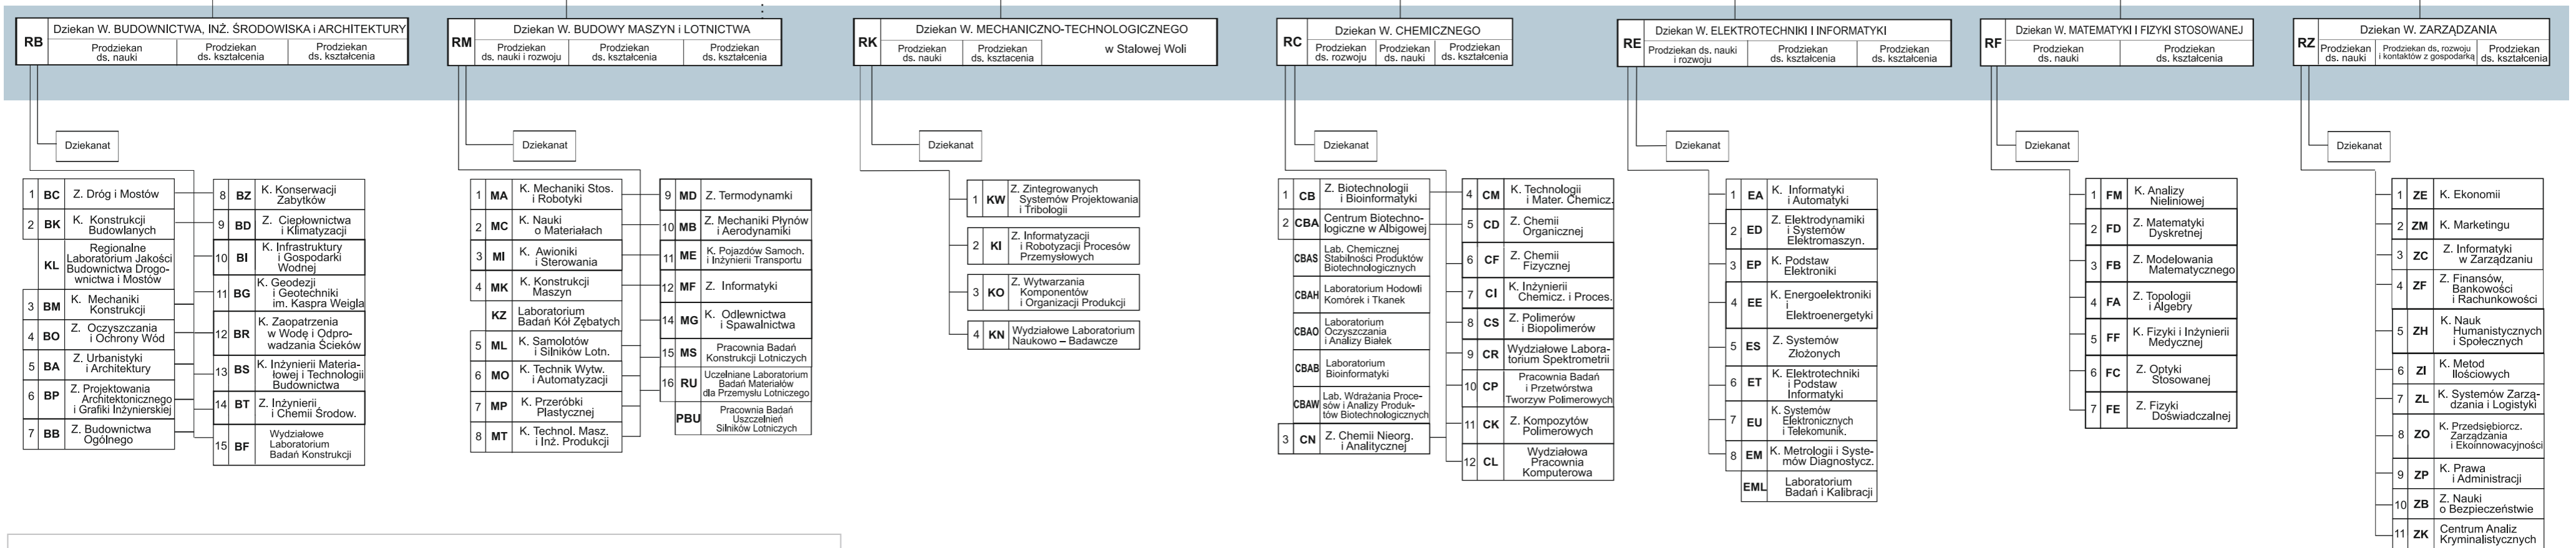 RB
Dziekan W. BUDOWNICTWA, INŻ. ŚRODOWISKA i ARCHITEKTURY
Prodziekan
ds. nauki
Prodziekan
ds. kształcenia
Prodziekan
ds. kształcenia
Dziekanat
1 BC Z. Dróg i Mostów
2 BK K. Konstrukcji
Budowlanych
KL Regionalne
Laboratorium Jakości
Budownictwa Drogo-
wnictwa i Mostów
3 BM K. Mechaniki
Konstrukcji
4 BO Z. Oczyszczania
i Ochrony Wód
5 BA Z. Urbanistyki
i Architektury
6 BP Z. Projektowania
Architektonicznego
i Grafiki Inżynierskiej
7 BB Z. Budownictwa
Ogólnego
8 BZ K. Konserwacji
Zabytków
9 BD Z. Ciepłownictwa
i Klimatyzacji
10 BI K. Infrastruktury
i Gospodarki
Wodnej
11 BG K. Geodezji
i Geotechniki
im. Kaspra Weigla
12 BR K. Zaopatrzenia
w Wodę i Odpro-
wadzania Ścieków
13 BS K. Inżynierii Materia-
łowej i Technologii
Budownictwa
14 BT Z. Inżynierii
i Chemii Środow.
15 BF Wydziałowe
Laboratorium
Badań Konstrukcji
RM
Dziekan W. BUDOWY MASZYN i LOTNICTWA
Prodziekan
ds. nauki i rozwoju
Prodziekan
ds. kształcenia
Prodziekan
ds. kształcenia
Dziekanat
1 MA K. Mechaniki Stos.
i Robotyki
2 MC K. Nauki
o Materiałach
3 MI K. Awioniki
i Sterowania
4 MK K. Konstrukcji
Maszyn
KZ Laboratorium
Badań Kół Zębatych
5 ML K. Samolotów
i Silników Lotn.
6 MO K. Technik Wytw.
i Automatyzacji
7 MP K. Przeróbki
Plastycznej
8 MT K. Technol. Masz.
i Inż. Produkcji
9 MD Z. Termodynamki
10 MB Z. Mechaniki Płynów
i Aerodynamiki
11 ME K. Pojazdów Samoch.
i Inżynierii Transportu
12 MF Z. Informatyki
14 MG K. Odlewnictwa
i Spawalnictwa
15 MS Pracownia Badań
Konstrukcji Lotniczych
16 RU Uczelniane Laboratorium
Badań Materiałów
dla Przemysłu Lotniczego
PBU Pracownia Badań
Uszczelnień
Silników Lotniczych
RK
Dziekan W. MECHANICZNO-TECHNOLOGICZNEGO
Prodziekan
ds. nauki
Prodziekan
ds. kształcenia
w Stalowej Woli
Dziekanat
1 KW Z. Zintegrowanych
Systemów Projektowania
i Tribologii
2 KI Z. Informatyzacji
i Robotyzacji Procesów
Przemysłowych
3 KO Z. Wytwarzania
Komponentów
i Organizacji Produkcji
4 KN Wydziałowe Laboratorium
Naukowo – Badawcze
RC
Dziekan W. CHEMICZNEGO
Prodziekan
ds. rozwoju
Prodziekan
ds. nauki
Prodziekan
ds. kształcenia
Dziekanat
1 CB Z. Biotechnologii
i Bioinformatyki
2 CBA Centrum Biotechno-
logiczne w Albigowej
CBAS Lab. Chemicznej
Stabilności Produktów
Biotechnologicznych
CBAH Laboratorium Hodowli
Komórek i Tkanek
CBAO Laboratorium
Oczyszczania
i Analizy Białek
CBAB Laboratorium
Bioinformatyki
CBAW Lab. Wdrażania Proce-
sów i Analizy Produk-
tów Biotechnologicznych
3 CN Z. Chemii Nieorg.
i Analitycznej
4 CM K. Technologii
i Mater. Chemicz.
5 CD Z. Chemii
Organicznej
6 CF Z. Chemii
Fizycznej
7 CI K. Inżynierii
Chemicz. i Proces.
8 CS Z. Polimerów
i Biopolimerów
9 CR Wydziałowe Labora-
torium Spektrometrii
10 CP Pracownia Badań
i Przetwórstwa
Tworzyw Polimerowych
11 CK Z. Kompozytów
Polimerowych
12 CL Wydziałowa
Pracownia
Komputerowa
RE
Dziekan W. ELEKTROTECHNIKI I INFORMATYKI
Prodziekan ds. nauki
i rozwoju
Prodziekan
ds. kształcenia
Prodziekan
ds. kształcenia
Dziekanat
1 EA K. Informatyki
i Automatyki
2 ED Z. Elektrodynamiki
i Systemów
Elektromaszyn.
3 EP K. Podstaw
Elektroniki
4 EE K. Energoelektroniki
i
Elektroenergetyki
5 ES Z. Systemów
Złożonych
6 ET K. Elektrotechniki
i Podstaw
Informatyki
7 EU K. Systemów
Elektronicznych
i Telekomunik.
8 EM K. Metrologii i Syste-
mów Diagnostycz.
EML Laboratorium
Badań i Kalibracji
RF
Dziekan W. MATEMATYKI I FIZYKI STOSOWANEJ
Prodziekan
ds. nauki
Prodziekan
ds. kształcenia
Dziekanat
1 FM K. Analizy
Nieliniowej
2 FD Z. Matematyki
Dyskretnej
3 FB Z. Modelowania
Matematycznego
4 FA Z. Topologii
i Algebry
5 FF K. Fizyki i Inżynierii
Medycznej
6 FC Z. Optyki
Stosowanej
7 FE Z. Fizyki
Doświadczalnej
RZ
Dziekan W. ZARZĄDZANIA
Prodziekan
ds. nauki
Prodziekan ds. rozwoju
i kontaktów z gospodarką
Prodziekan
ds. kształcenia
Dziekanat
1 ZE K. Ekonomii
2 ZM K. Marketingu
3 ZC Z. Informatyki
w Zarządzaniu
4 ZF Z. Finansów,
Bankowości
i Rachunkowości
5 ZH K. Nauk
Humanistycznych
i Społecznych
6 ZI K. Metod
Ilościowych
7 ZL K. Systemów Zarzą-
dzania i Logistyki
8 ZO K. Przedsiębiorcz.
Zarządzania
i Ekoinnowacyjności
9 ZP K. Prawa
i Administracji
10 ZB Z. Nauki
o Bezpieczeństwie
11 ZK Centrum Analiz
Kryminalistycznych